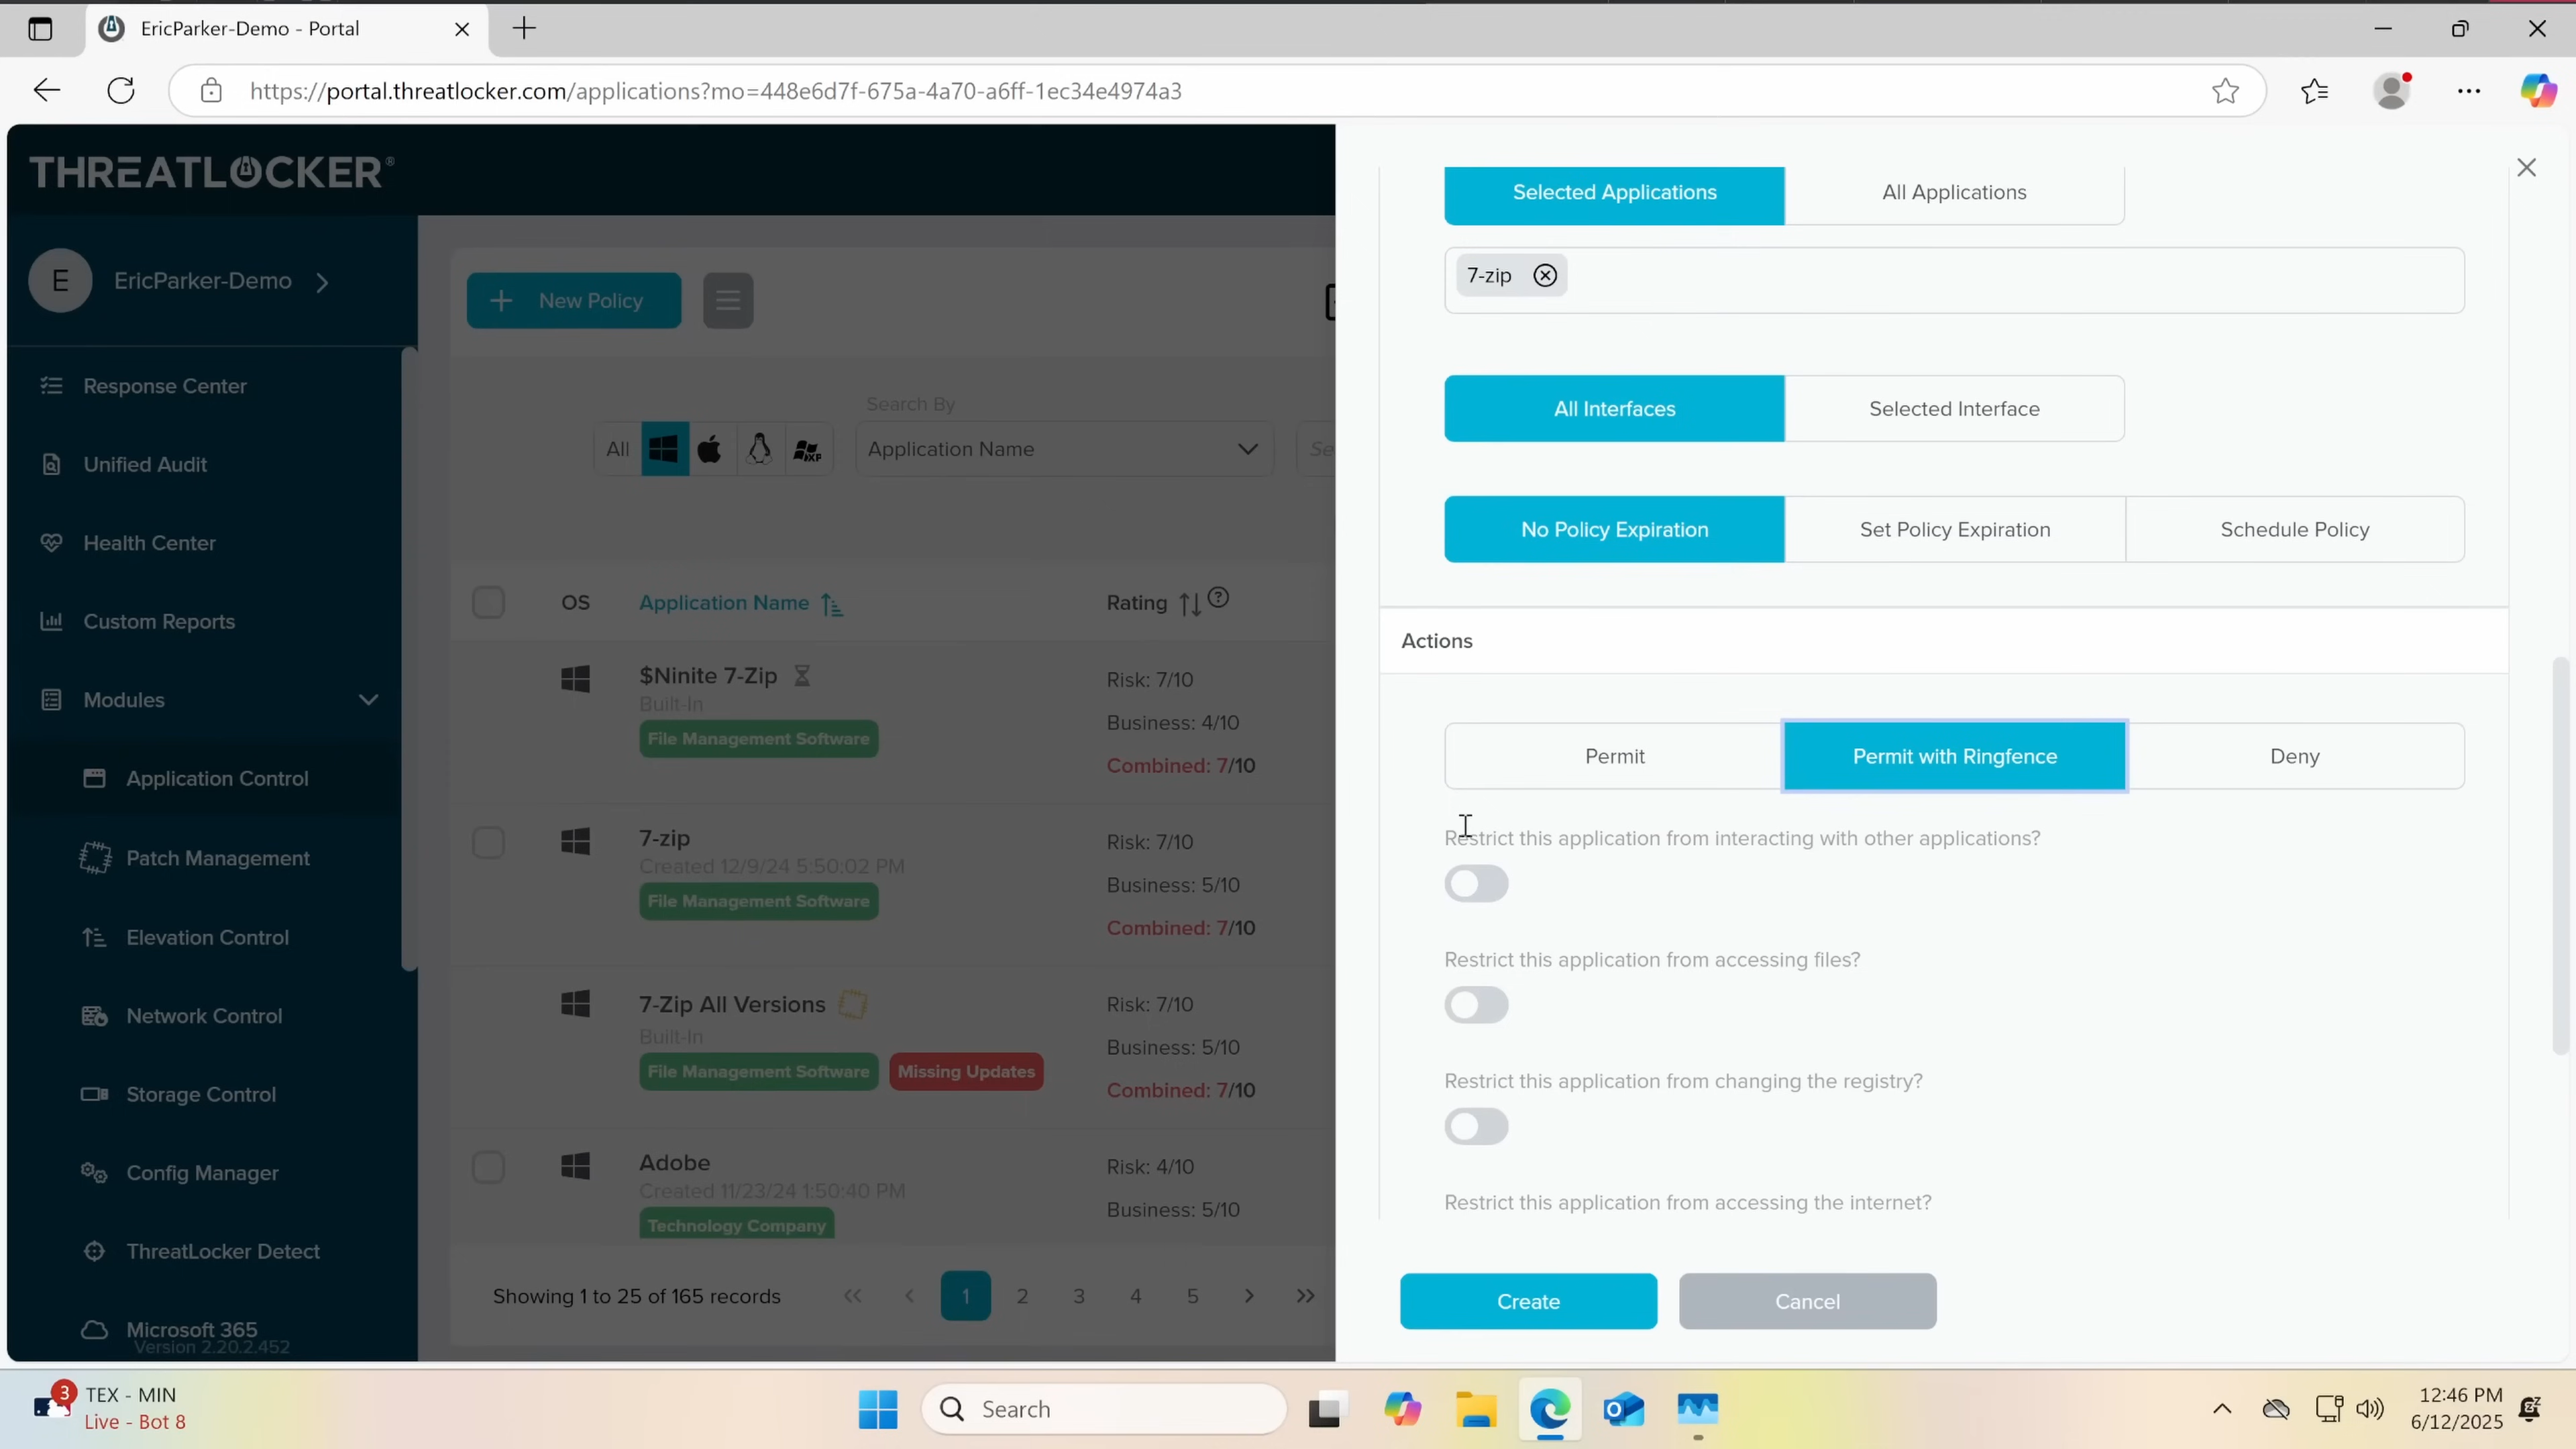 EricParker-Demo - Portal
https://portal.threatlocker.com/applications?mo=448e6d7f-675a-4a70-a6ff-1ec34e4974a3
THREATLOCKER®
E
EricParker-Demo
Response Center
Unified Audit
Health Center
Custom Reports
Modules
Application Control
Patch Management
Elevation Control
Network Control
Storage Control
Config Manager
ThreatLocker Detect
Microsoft 365
Version 2.20.2.452
New Policy
Search By
All
XP
Application Name
Se
OS
Application Name
Rating
?
$Ninite 7-Zip
Built-In
File Management Software
Risk: 7/10
Business: 4/10
Combined: 7/10
7-zip
Created 12/9/24 5:50:02 PM
File Management Software
Risk: 7/10
Business: 5/10
Combined: 7/10
7-Zip All Versions
Built-In
File Management Software
Missing Updates
Risk: 7/10
Business: 5/10
Combined: 7/10
Adobe
Created 11/23/24 1:50:40 PM
Technology Company
Risk: 4/10
Business: 5/10
Showing 1 to 25 of 165 records
« ‹ 1 2 3 4 5 › »
Selected Applications
All Applications
7-zip
All Interfaces
Selected Interface
No Policy Expiration
Set Policy Expiration
Schedule Policy
Actions
Permit
Permit with Ringfence
Deny
Restrict this application from interacting with other applications?
Restrict this application from accessing files?
Restrict this application from changing the registry?
Restrict this application from accessing the internet?
Create
Cancel
3
TEX - MIN
Live - Bot 8
Search
12:46 PM
6/12/2025